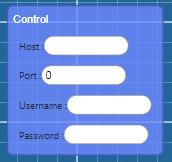 Control
Host :
Port : 0
Username :
Password :